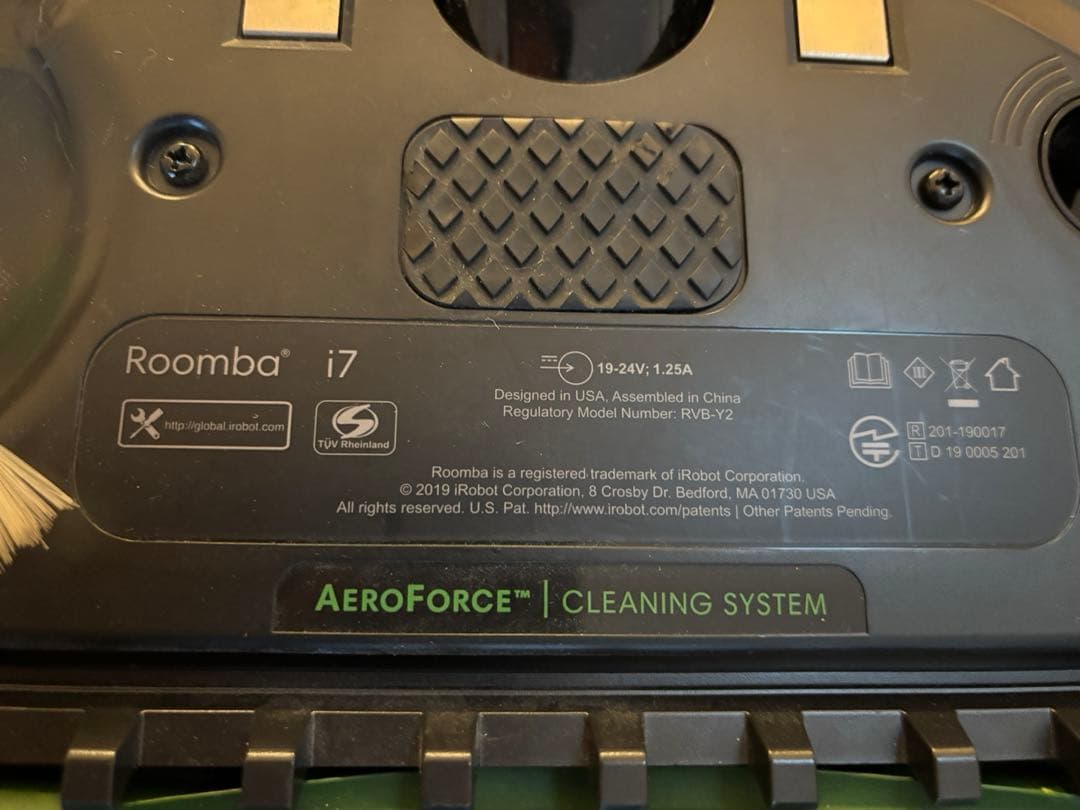 Roomba® i7
19-24V; 1.25A
Designed in USA, Assembled in China
Regulatory Model Number: RVB-Y2
http://global.irobot.com
TÜV Rheinland
R 201-190017
T D 19 0005 201
Roomba is a registered trademark of iRobot Corporation.
© 2019 iRobot Corporation, 8 Crosby Dr. Bedford, MA 01730 USA
All rights reserved. U.S. Pat. http://www.irobot.com/patents | Other Patents Pending.
AEROFORCE™ | CLEANING SYSTEM